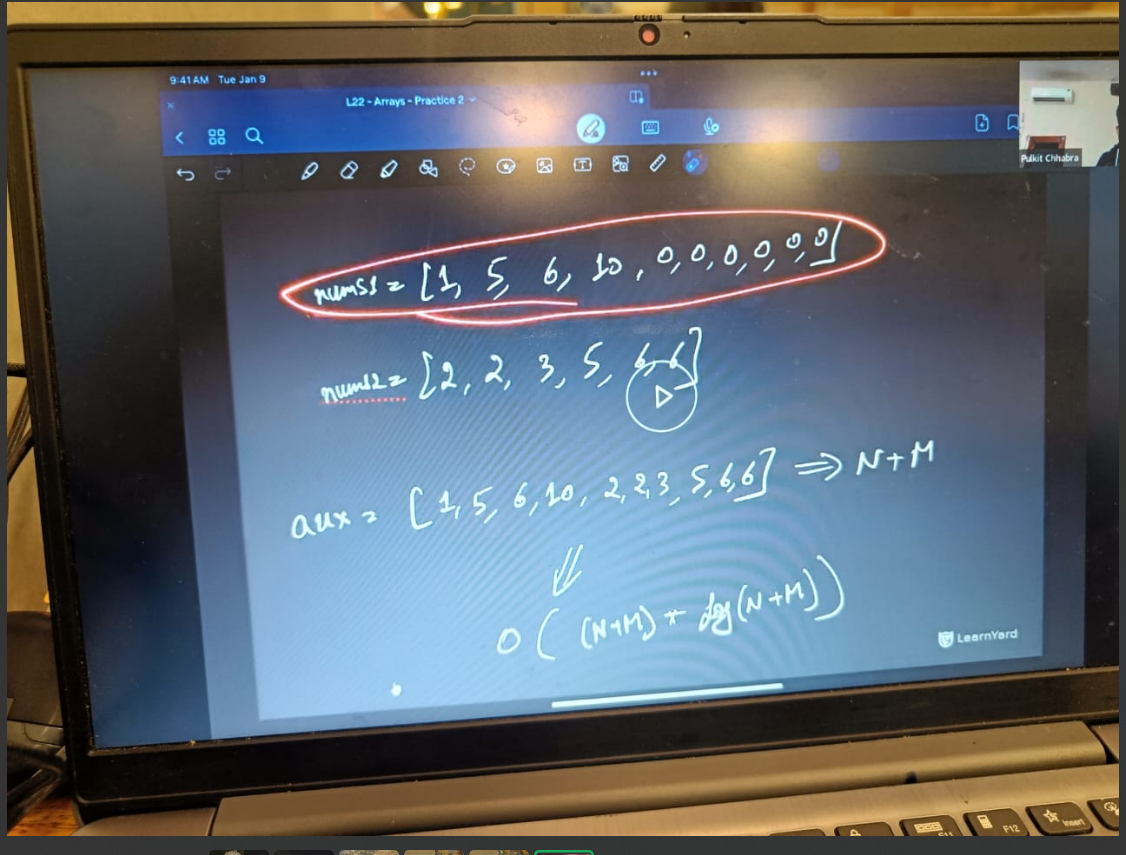 9:41 AM Tue Jan 9
L22 - Arrays - Practice 2
Pulkit Chhabra
nums1 = [1, 5, 6, 10, 0, 0, 0, 0, 0, 0]
nums2 = [2, 2, 3, 5, 6, 6]
aux = [1, 5, 6, 10, 2, 2, 3, 5, 6, 6] ⇒ N+M
⇓
O ( (N+M) * log (N+M) )
LearnYard
F11
F12
Insert